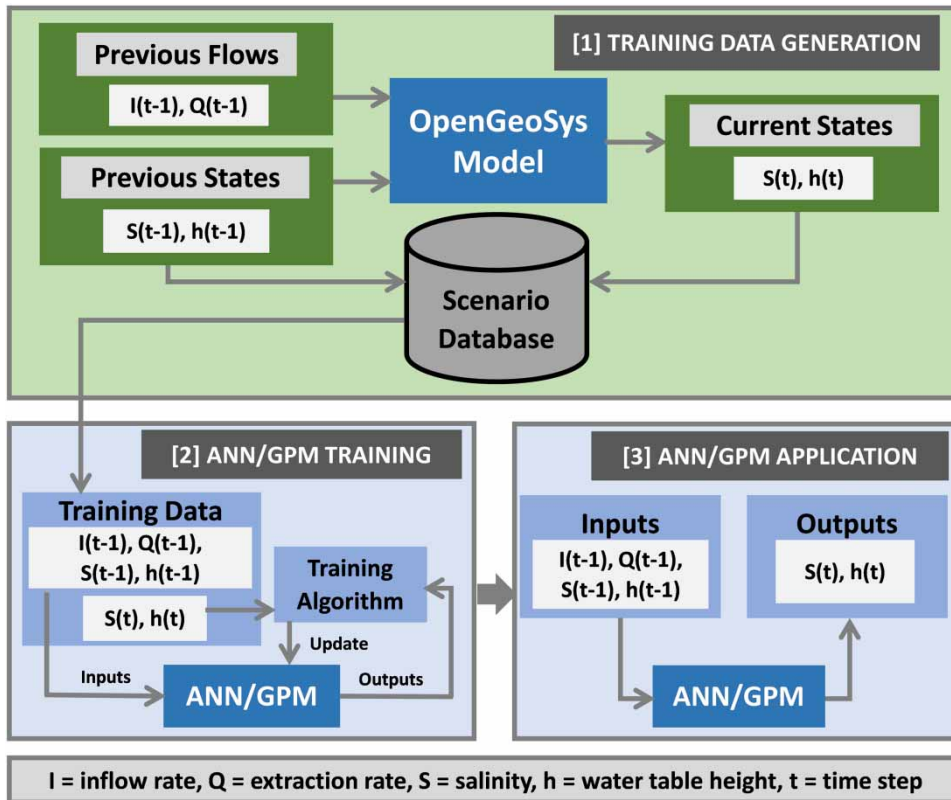 [1] TRAINING DATA GENERATION
Previous Flows
I(t-1), Q(t-1)
OpenGeoSys
Model
Current States
S(t), h(t)
Previous States
S(t-1), h(t-1)
Scenario
Database
[2] ANN/GPM TRAINING
Training Data
I(t-1), Q(t-1),
S(t-1), h(t-1)
S(t), h(t)
Training
Algorithm
Update
Inputs
ANN/GPM
Outputs
[3] ANN/GPM APPLICATION
Inputs
I(t-1), Q(t-1),
S(t-1), h(t-1)
Outputs
S(t), h(t)
ANN/GPM
I = inflow rate, Q = extraction rate, S = salinity, h = water table height, t = time step